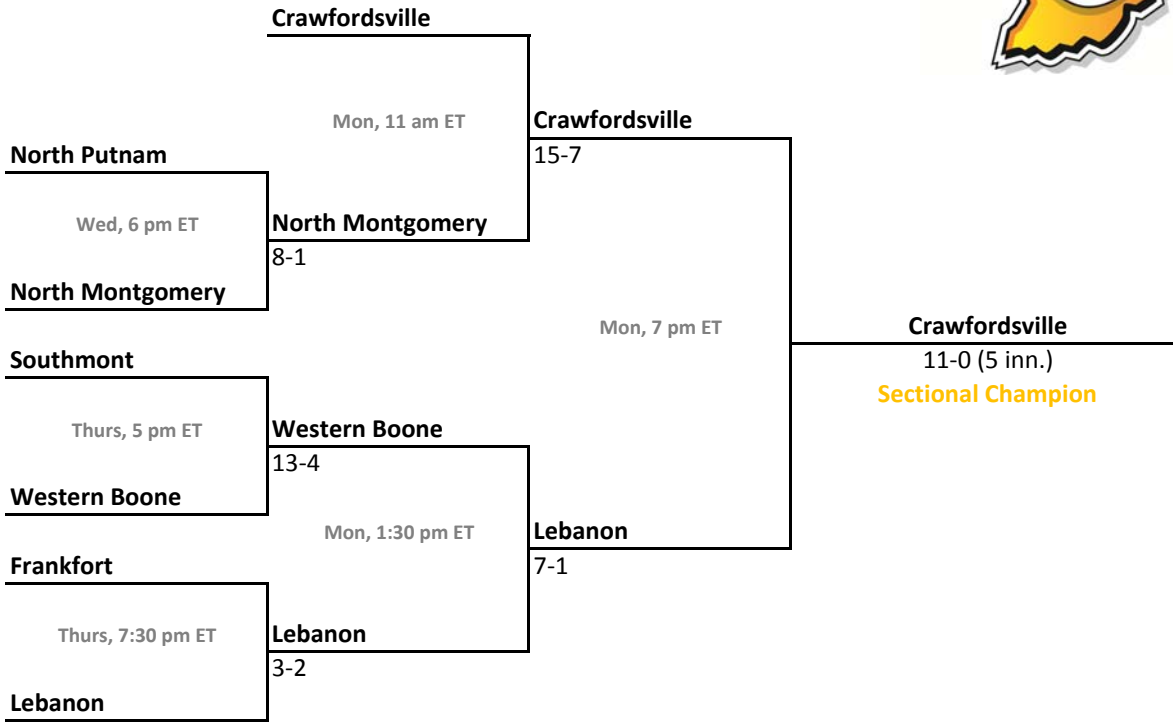 Crawfordsville
Mon, 11 am ET
Crawfordsville
North Putnam
15-7
Wed, 6 pm ET
North Montgomery
8-1
North Montgomery
Mon, 7 pm ET
Crawfordsville
Southmont
11-0 (5 inn.)
Sectional Champion
Thurs, 5 pm ET
Western Boone
13-4
Western Boone
Mon, 1:30 pm ET
Lebanon
Frankfort
7-1
Thurs, 7:30 pm ET
Lebanon
3-2
Lebanon